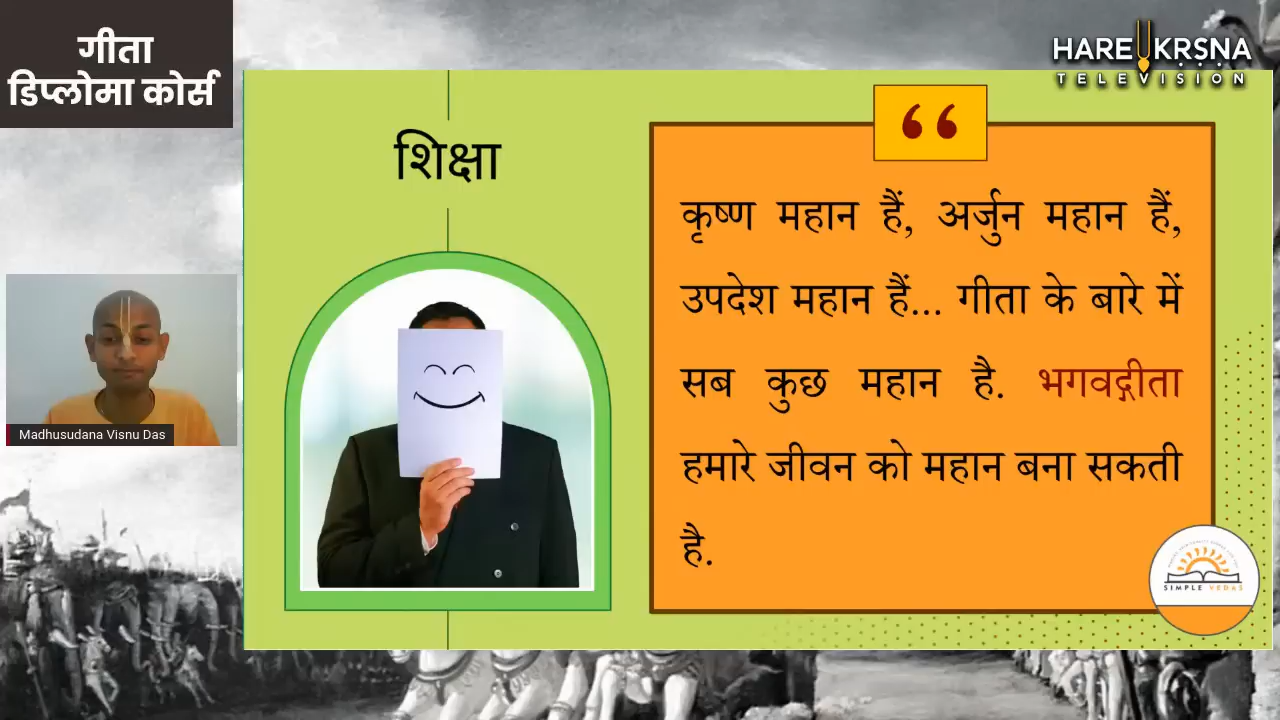 गीता
डिप्लोमा कोर्स
HARE KRSNA
TELEVISION
शिक्षा
“
कृष्ण महान हैं, अर्जुन महान हैं,
उपदेश महान हैं... गीता के बारे में
सब कुछ महान है. भगवद्गीता
हमारे जीवन को महान बना सकती
है.
Madhusudana Visnu Das
SIMPLE VEDAS